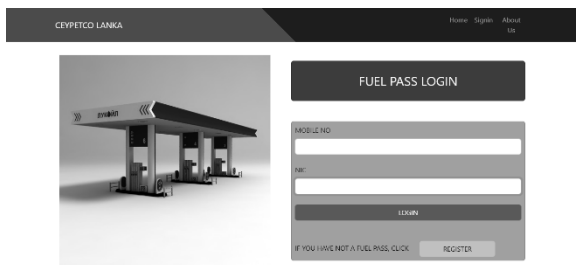 CEYPETCO LANKA
Home SignIn About
Us
FUEL PASS LOGIN
MOBILE NO
NIC
LOGIN
IF YOU HAVE NOT A FUEL PASS, CLICK REGISTER